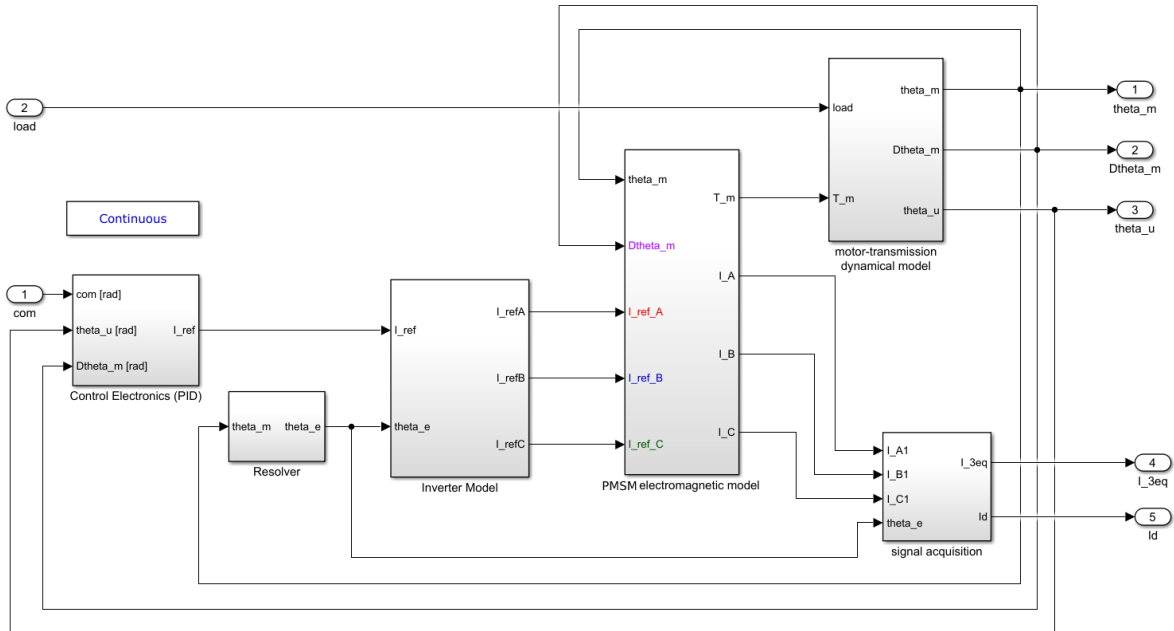 2
load
Continuous
1
com
com [rad]
theta_u [rad]
Dtheta_m [rad]
I_ref
Control Electronics (PID)
theta_m
theta_e
Resolver
I_ref
theta_e
I_refA
I_refB
I_refC
Inverter Model
theta_m
Dtheta_m
I_ref_A
I_ref_B
I_ref_C
T_m
I_A
I_B
I_C
PMSM electromagnetic model
load
T_m
theta_m
Dtheta_m
theta_u
motor-transmission
dynamical model
I_A1
I_B1
I_C1
theta_e
I_3eq
Id
signal acquisition
1
theta_m
2
Dtheta_m
3
theta_u
4
I_3eq
5
Id